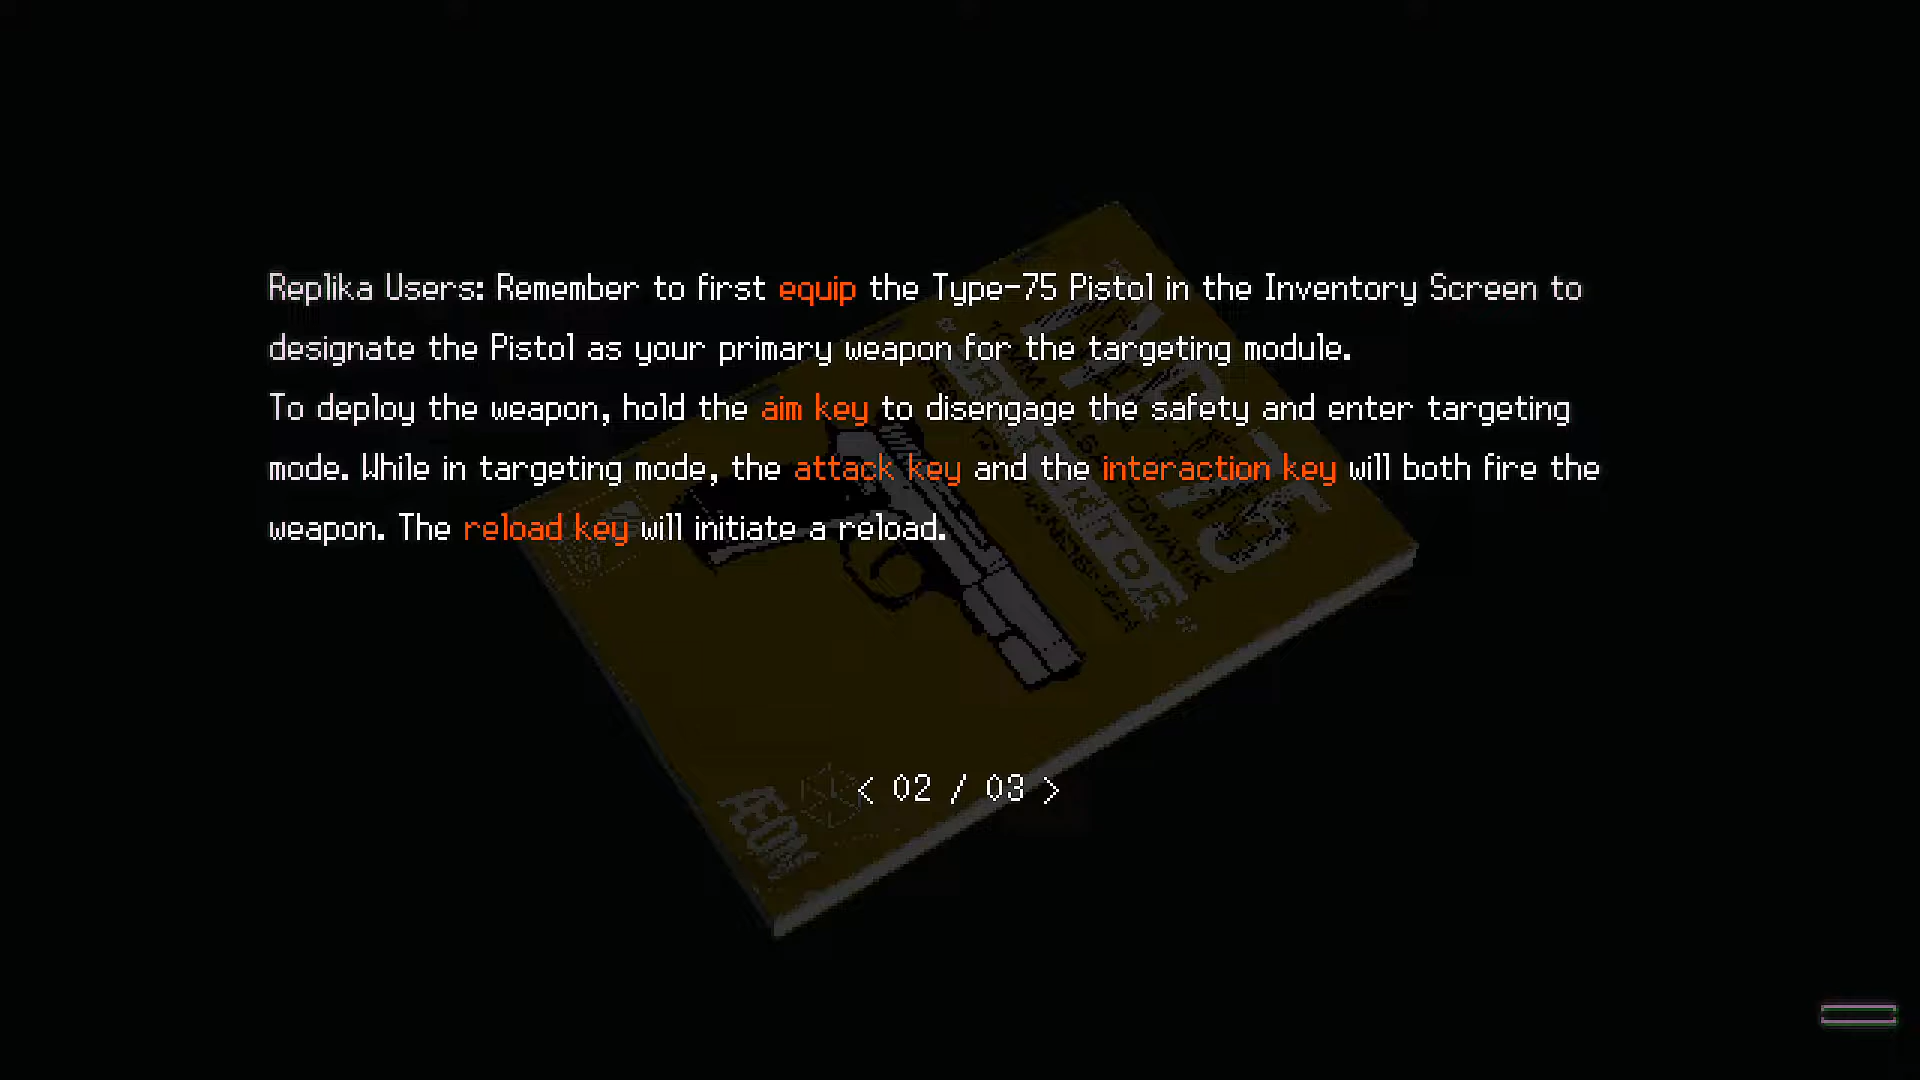 Replika Users: Remember to first equip the Type-75 Pistol in the Inventory Screen to
designate the Pistol as your primary weapon for the targeting module.
To deploy the weapon, hold the aim key to disengage the safety and enter targeting
mode. While in targeting mode, the attack key and the interaction key will both fire the
weapon. The reload key will initiate a reload.
< 02 / 03 >
ÆON